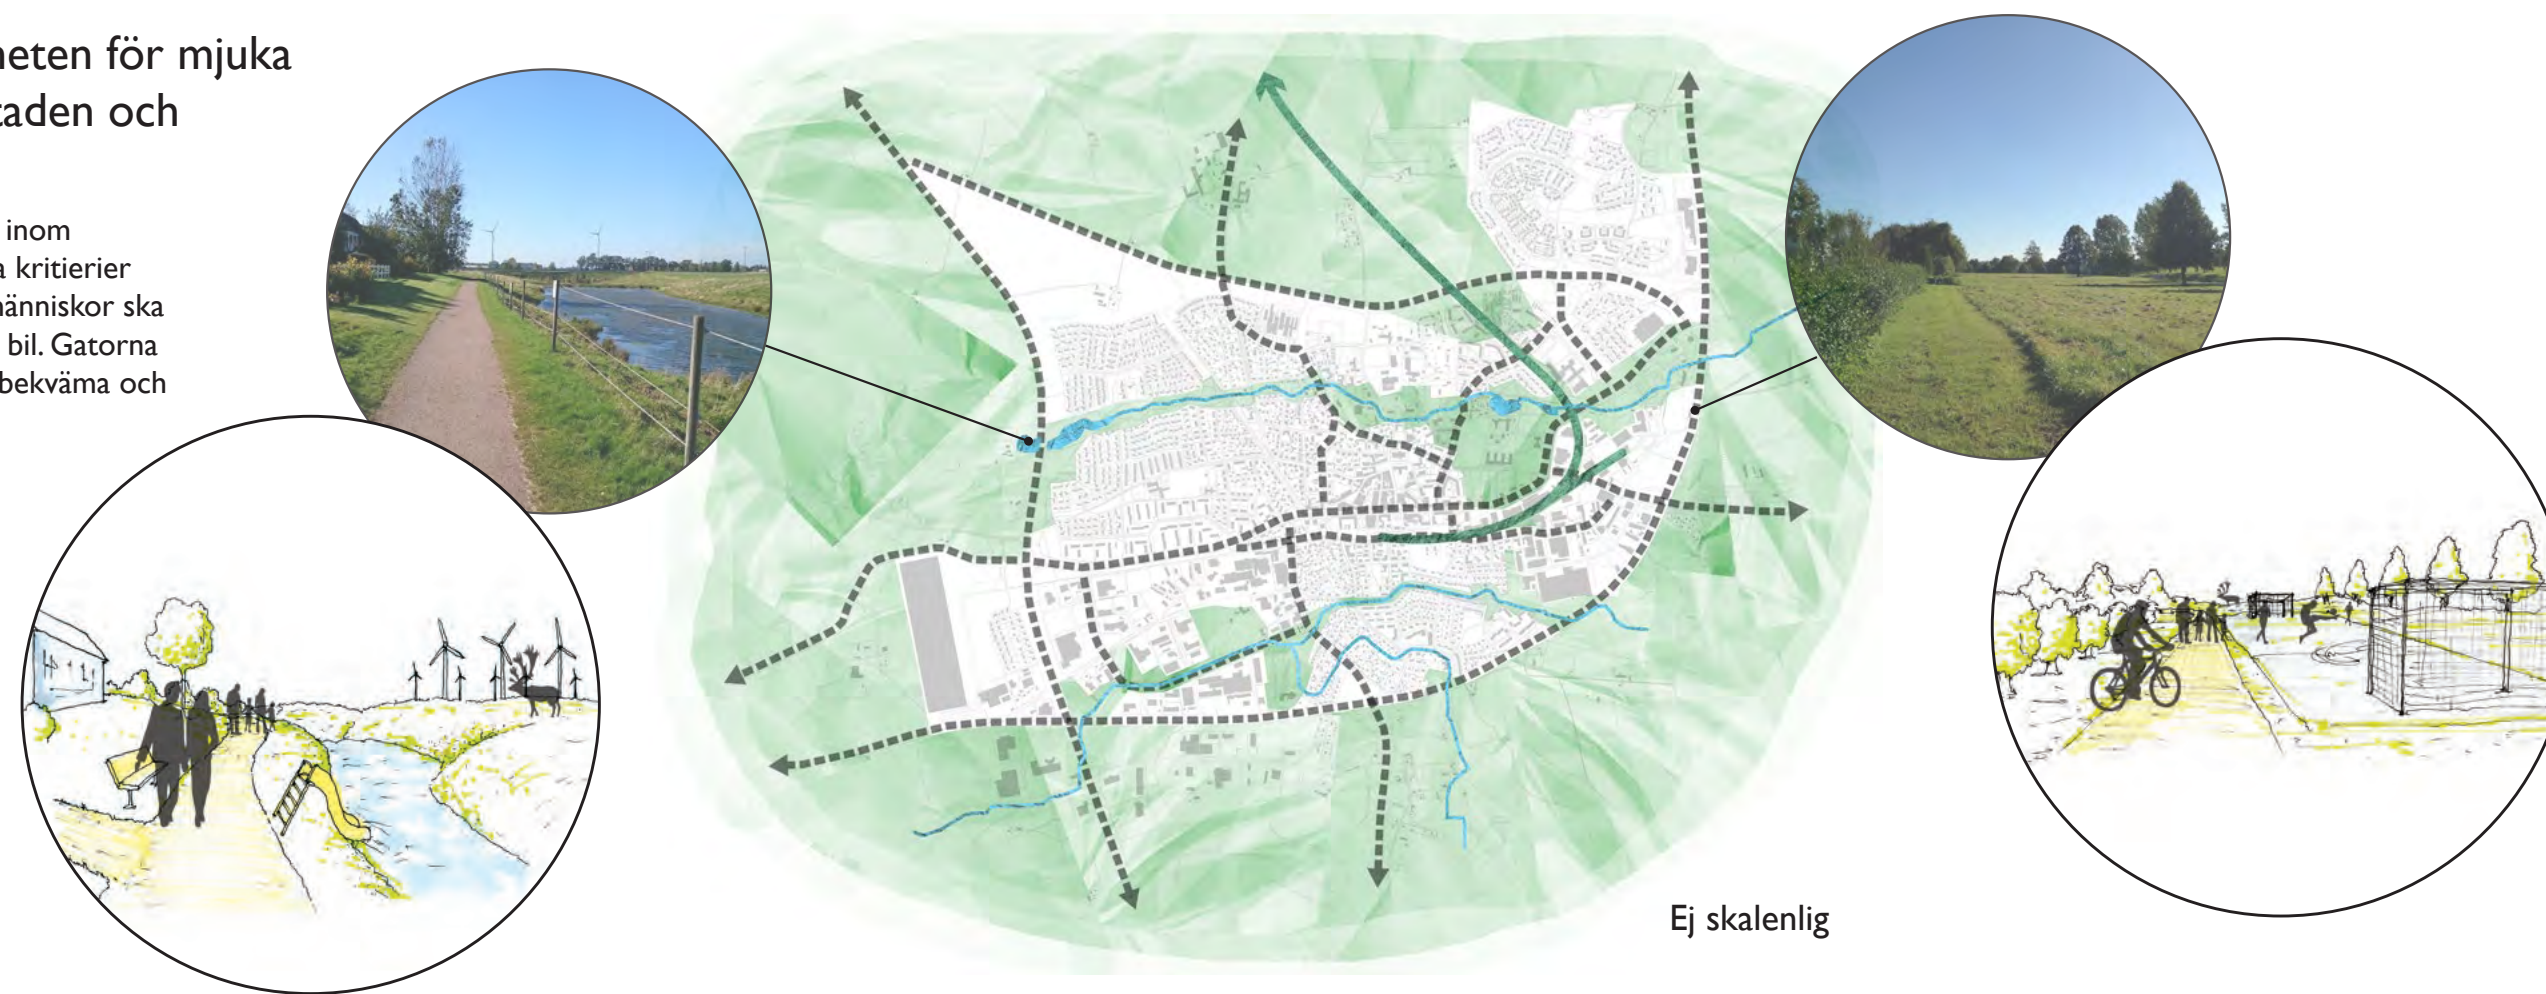 heten för mjuka
taden och
inom
a kritierier
människor ska
bil. Gatorna
bekväma och
Ej skalenlig